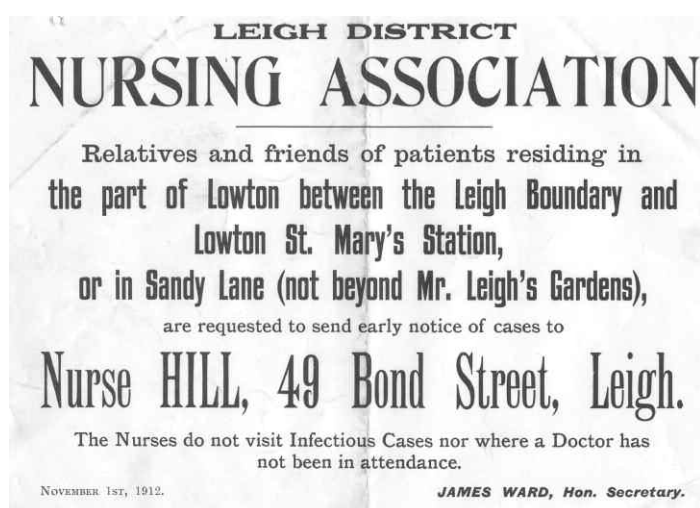 LEIGH DISTRICT
NURSING ASSOCIATION
Relatives and friends of patients residing in
the part of Lowton between the Leigh Boundary and
Lowton St. Mary's Station,
or in Sandy Lane (not beyond Mr. Leigh's Gardens),
are requested to send early notice of cases to
Nurse HILL, 49 Bond Street, Leigh.
The Nurses do not visit Infectious Cases nor where a Doctor has
not been in attendance.
NOVEMBER 1ST, 1912. JAMES WARD, Hon. Secretary.